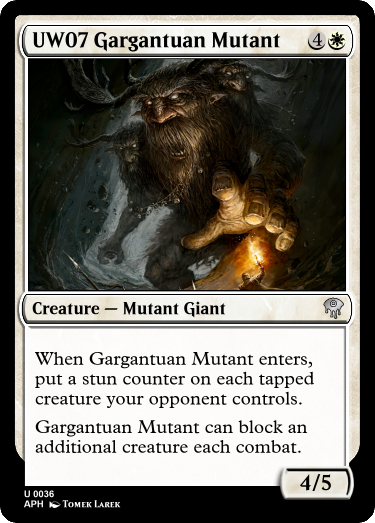 UW07 Gargantuan Mutant 4
Creature — Mutant Giant
When Gargantuan Mutant enters,
put a stun counter on each tapped
creature your opponent controls.
Gargantuan Mutant can block an
additional creature each combat.
4/5
U 0036
APH Tomek Larek